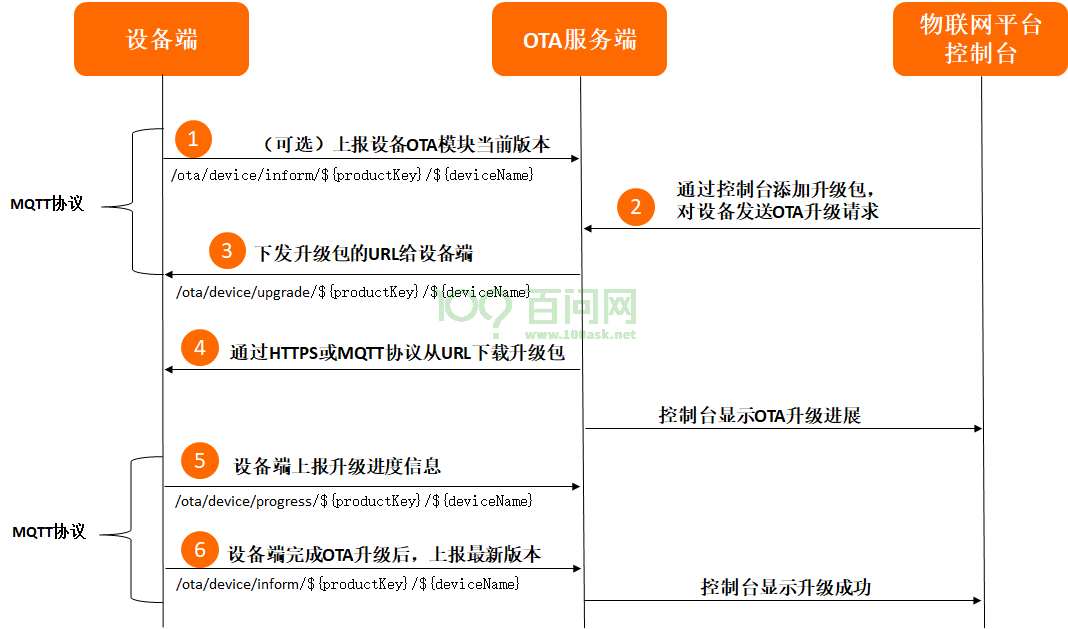 设备端
OTA服务端
物联网平台
控制台
1
（可选）上报设备OTA模块当前版本
/ota/device/inform/${productKey}/${deviceName}
MQTT协议
2
通过控制台添加升级包，
对设备发送OTA升级请求
3
下发升级包的URL给设备端
/ota/device/upgrade/${productKey}/${deviceName}
100?
百问网
www.100ask.net
4
通过HTTPS或MQTT协议从URL下载升级包
控制台显示OTA升级进展
5
设备端上报升级进度信息
/ota/device/progress/${productKey}/${deviceName}
MQTT协议
6
设备端完成OTA升级后，上报最新版本
/ota/device/inform/${productKey}/${deviceName}
控制台显示升级成功